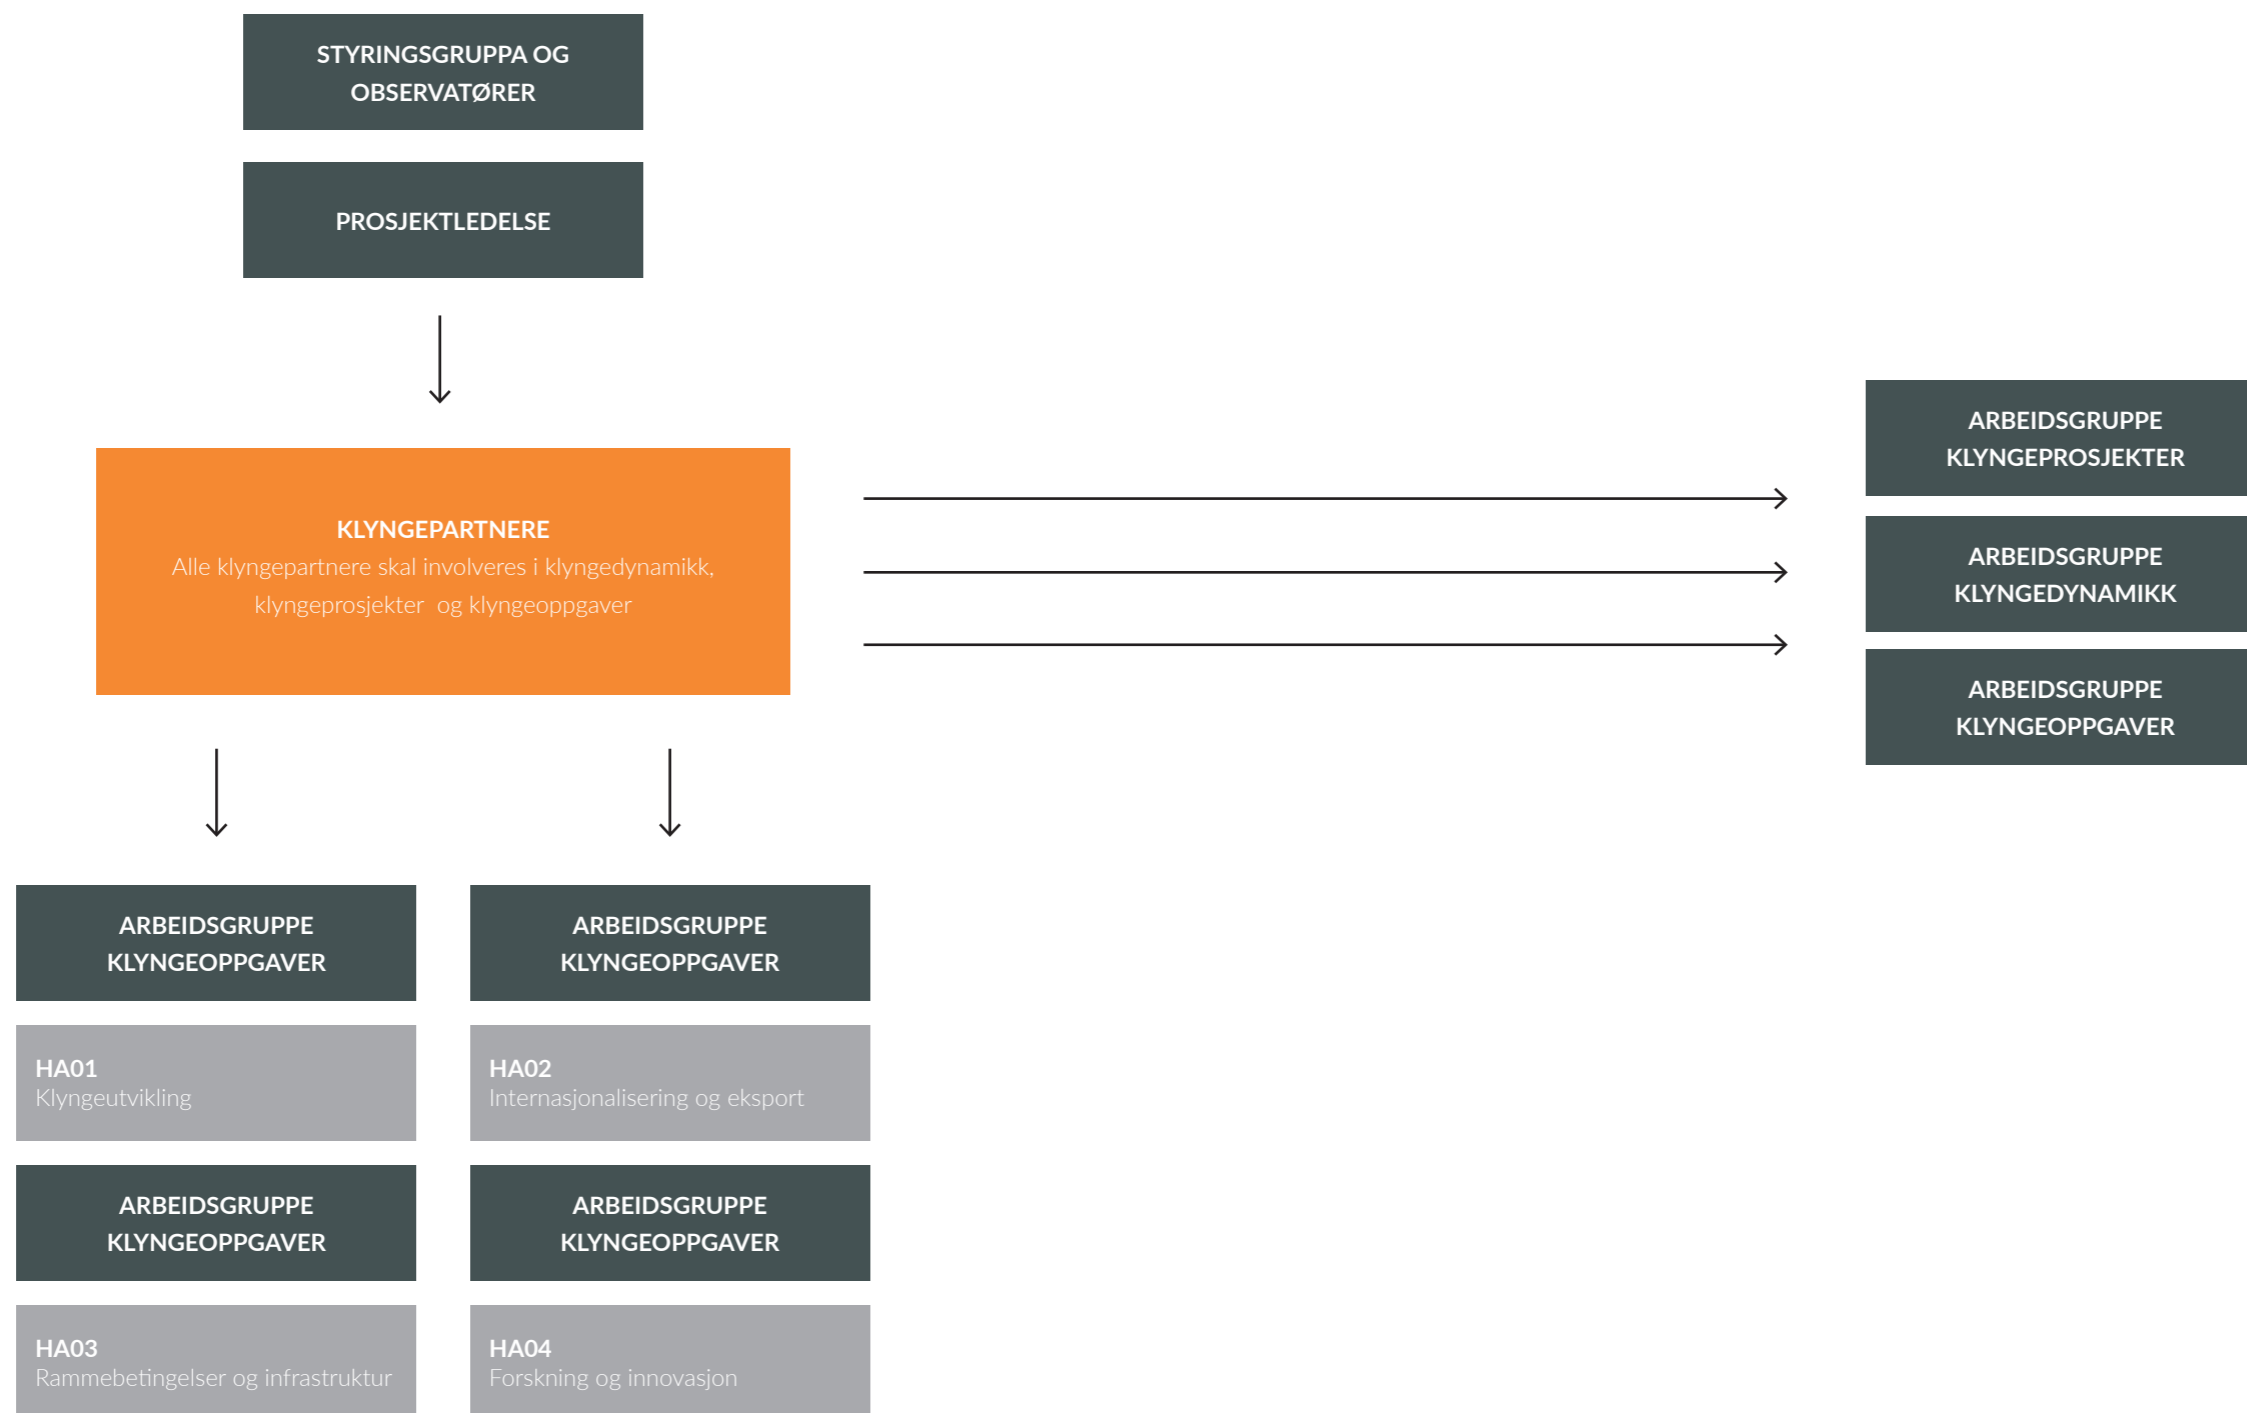 STYRINGSGRUPPA OG
OBSERVATØRER
PROSJEKTLEDELSE
KLYNGEPARTNERE
Alle klyngepartnere skal involveres i klyngedynamikk,
klyngeprosjekter  og klyngeoppgaver
ARBEIDSGRUPPE
KLYNGEPROSJEKTER
ARBEIDSGRUPPE
KLYNGEDYNAMIKK
ARBEIDSGRUPPE
KLYNGEOPPGAVER
ARBEIDSGRUPPE
KLYNGEOPPGAVER
HA01
Klyngeutvikling
ARBEIDSGRUPPE
KLYNGEOPPGAVER
HA02
Internasjonalisering og eksport
ARBEIDSGRUPPE
KLYNGEOPPGAVER
HA03
Rammebetingelser og infrastruktur
ARBEIDSGRUPPE
KLYNGEOPPGAVER
HA04
Forskning og innovasjon